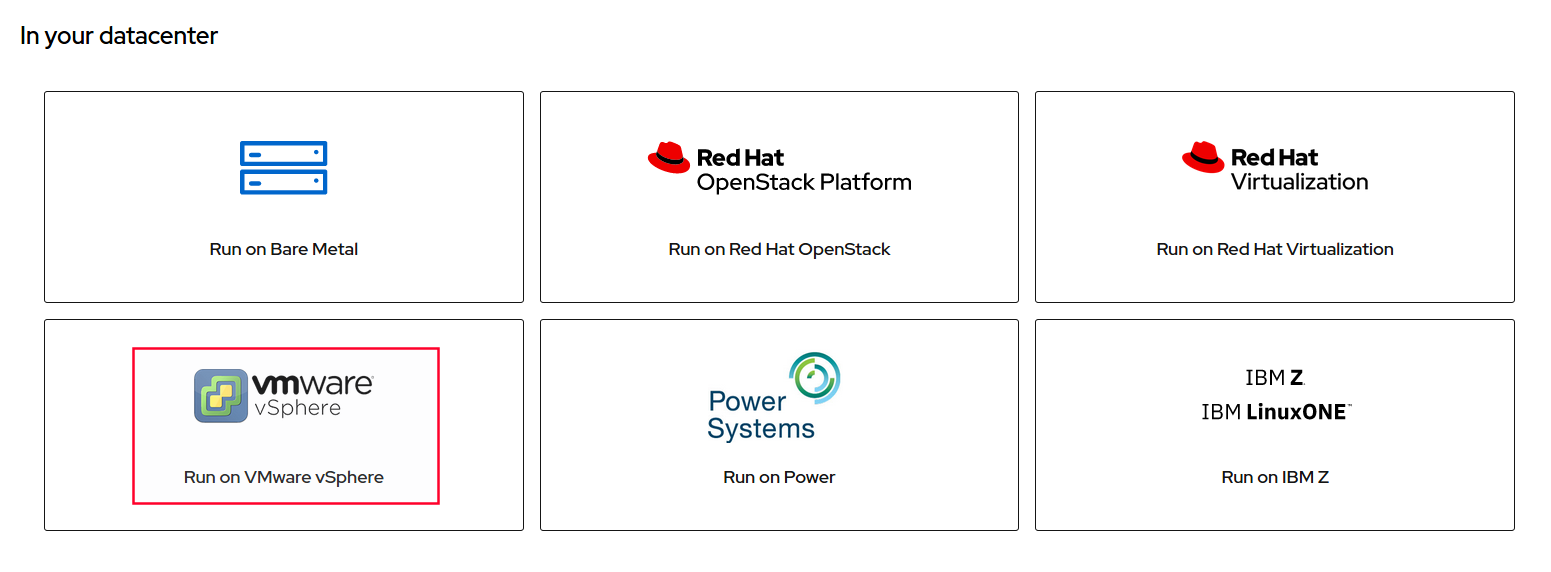 In your datacenter
Red Hat
OpenStack Platform
Red Hat
Virtualization
Run on Bare Metal
Run on Red Hat OpenStack
Run on Red Hat Virtualization
vmware®
vSphere
Power
Systems
IBM Z
IBM LinuxONE™
Run on VMware vSphere
Run on Power
Run on IBM Z